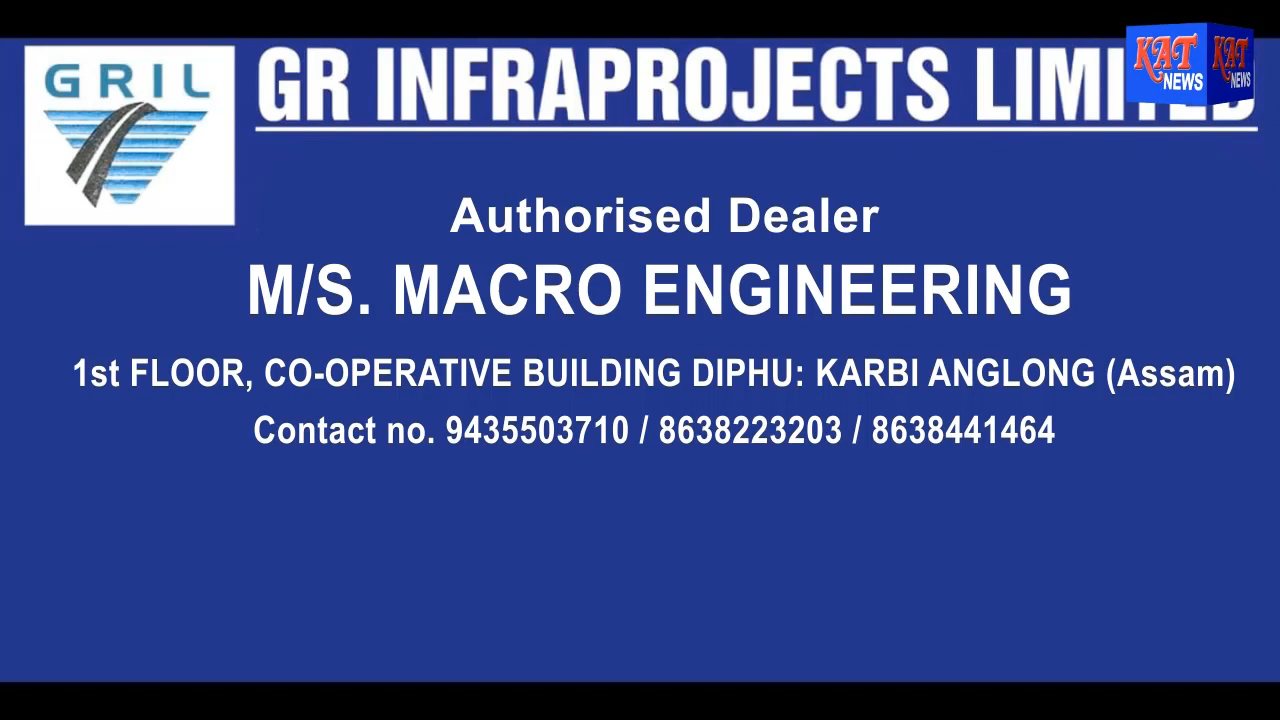 GRIL
GR INFRAPROJECTS LIMITED
KAT NEWS
KAT NEWS
Authorised Dealer
M/S. MACRO ENGINEERING
1st FLOOR, CO-OPERATIVE BUILDING DIPHU: KARBI ANGLONG (Assam)
Contact no. 9435503710 / 8638223203 / 8638441464